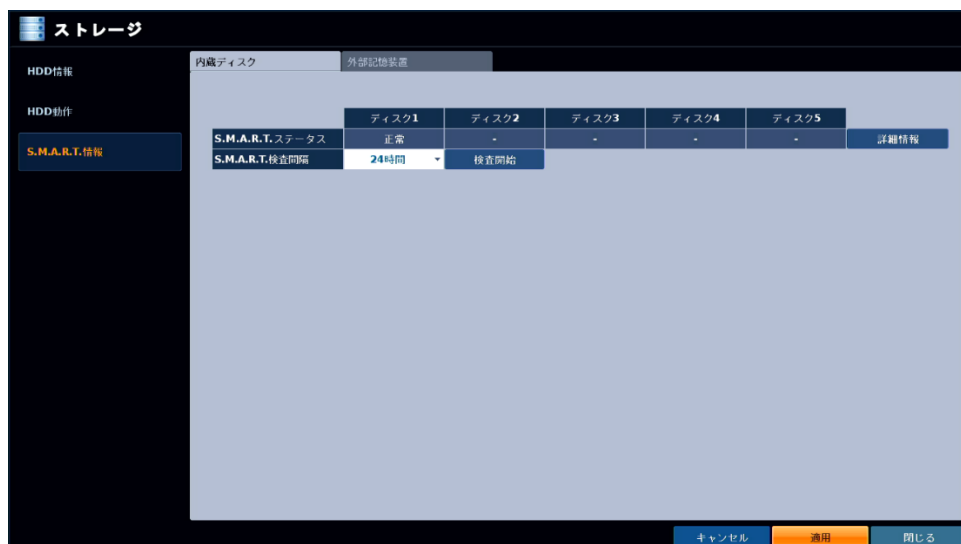 ストレージ
HDD情報
HDD動作
S.M.A.R.T.情報
内蔵ディスク 外部記憶装置
ディスク1 ディスク2 ディスク3 ディスク4 ディスク5
S.M.A.R.T.ステータス 正常 - - - - 詳細情報
S.M.A.R.T.検査間隔 24時間 検査開始
キャンセル 適用 閉じる